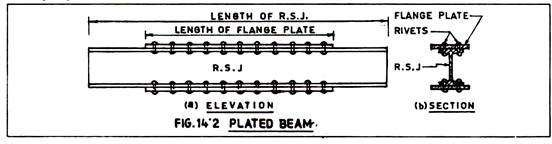 LENGTH OF R.S.J.
LENGTH OF FLANGE PLATE
FLANGE PLATE
RIVETS
R.S.J
R.S.J
(a) ELEVATION
(b) SECTION
FIG.14.2 PLATED BEAM.